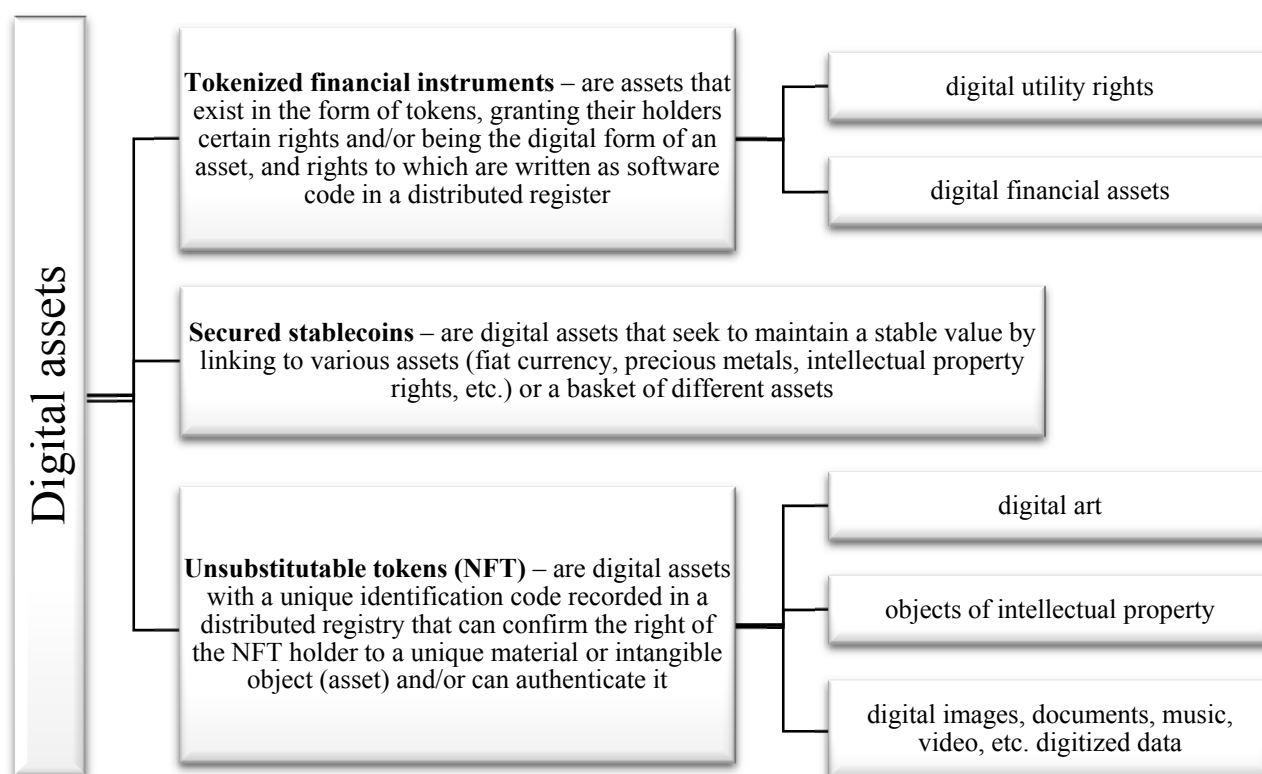 Digital assets
Tokenized financial instruments – are assets that
exist in the form of tokens, granting their holders
certain rights and/or being the digital form of an
asset, and rights to which are written as software
code in a distributed register
digital utility rights
digital financial assets
Secured stablecoins – are digital assets that seek to maintain a stable value by
linking to various assets (fiat currency, precious metals, intellectual property
rights, etc.) or a basket of different assets
Unsubstitutable tokens (NFT) – are digital assets
with a unique identification code recorded in a
distributed registry that can confirm the right of
the NFT holder to a unique material or intangible
object (asset) and/or can authenticate it
digital art
objects of intellectual property
digital images, documents, music,
video, etc. digitized data